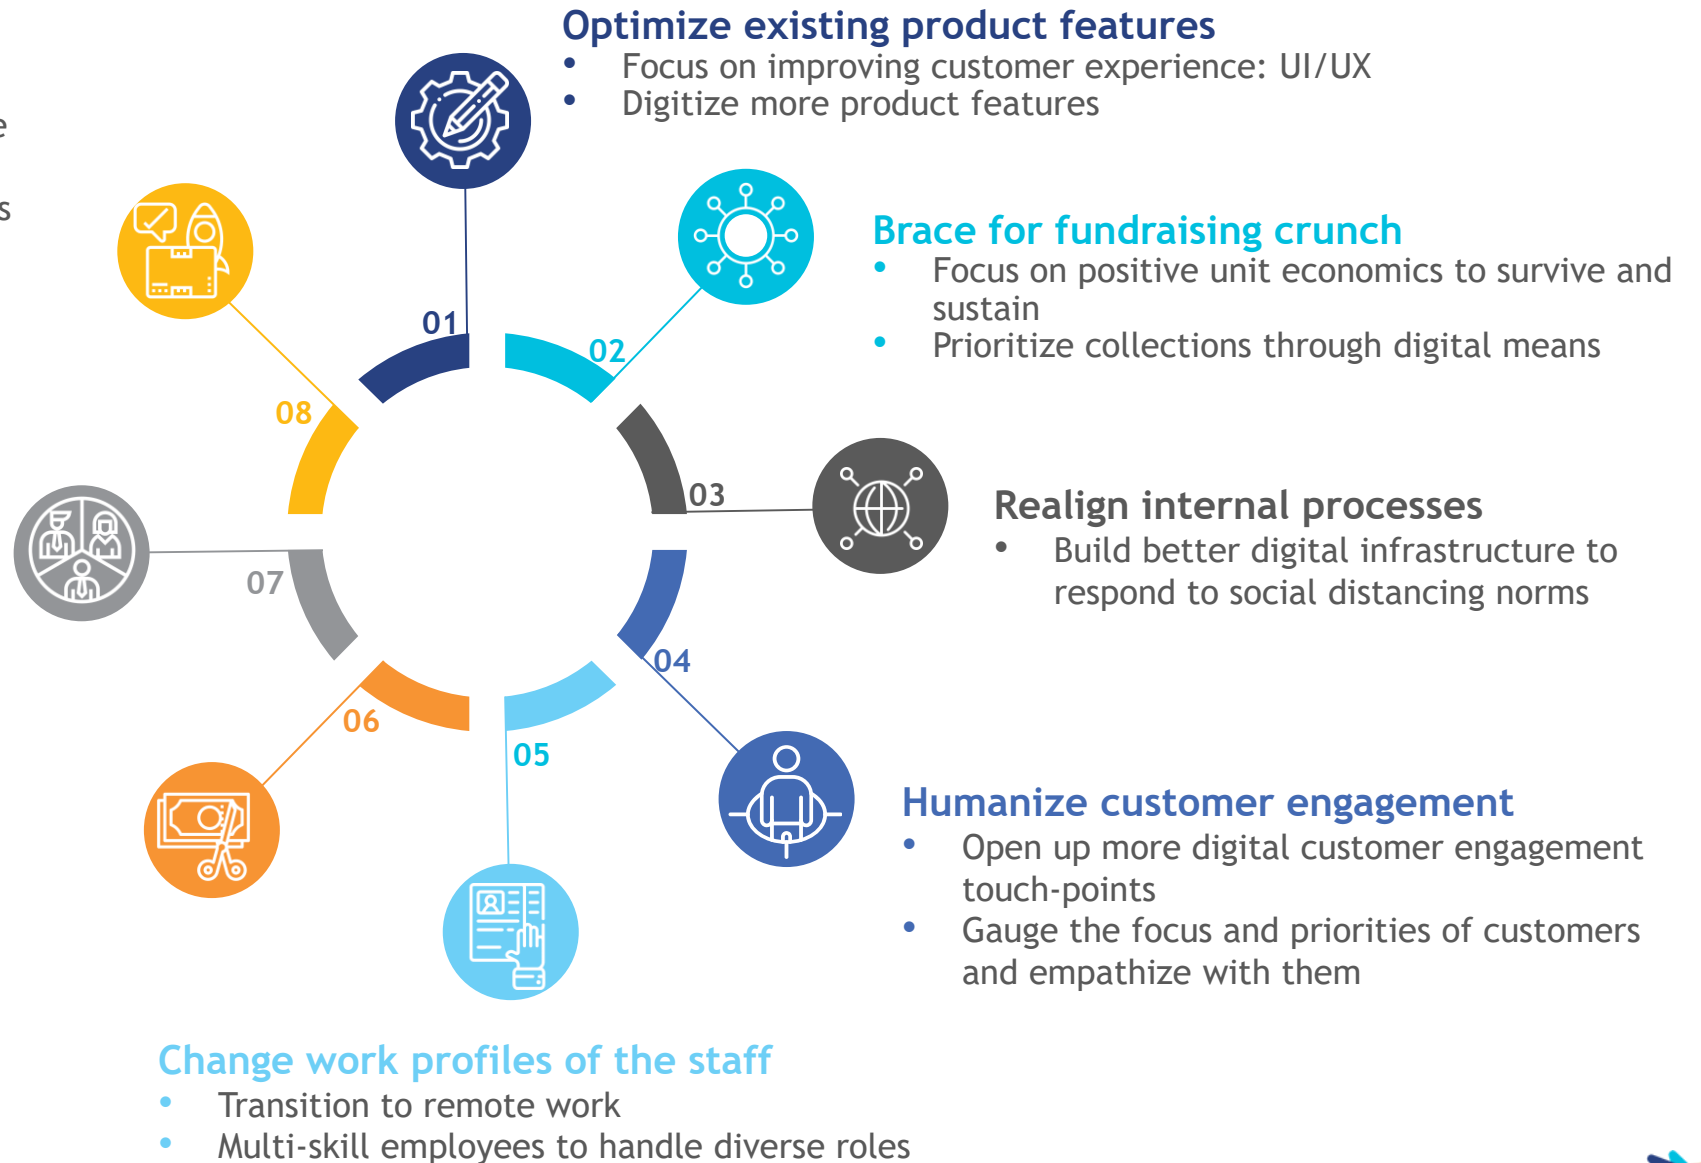 Optimize existing product features
• Focus on improving customer experience: UI/UX
• Digitize more product features
01
02
Brace for fundraising crunch
• Focus on positive unit economics to survive and
sustain
• Prioritize collections through digital means
08
03
Realign internal processes
• Build better digital infrastructure to
respond to social distancing norms
07
04
06
05
Humanize customer engagement
• Open up more digital customer engagement
touch-points
• Gauge the focus and priorities of customers
and empathize with them
Change work profiles of the staff
• Transition to remote work
• Multi-skill employees to handle diverse roles